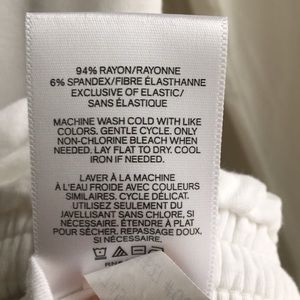 94% RAYON/RAYONNE
6% SPANDEX/FIBRE ÉLASTHANNE
EXCLUSIVE OF ELASTIC/
SANS ÉLASTIQUE
MACHINE WASH COLD WITH LIKE
COLORS. GENTLE CYCLE. ONLY
NON-CHLORINE BLEACH WHEN
NEEDED. LAY FLAT TO DRY. COOL
IRON IF NEEDED.
LAVER À LA MACHINE
À L'EAU FROIDE AVEC COULEURS
SIMILAIRES. CYCLE DÉLICAT.
UTILISEZ SEULEMENT DU
JAVELLISANT SANS CHLORE, SI
NÉCESSAIRE. ÉTENDRE À PLAT
POUR SÉCHER. REPASSAGE DOUX,
SI NÉCESSAIRE.